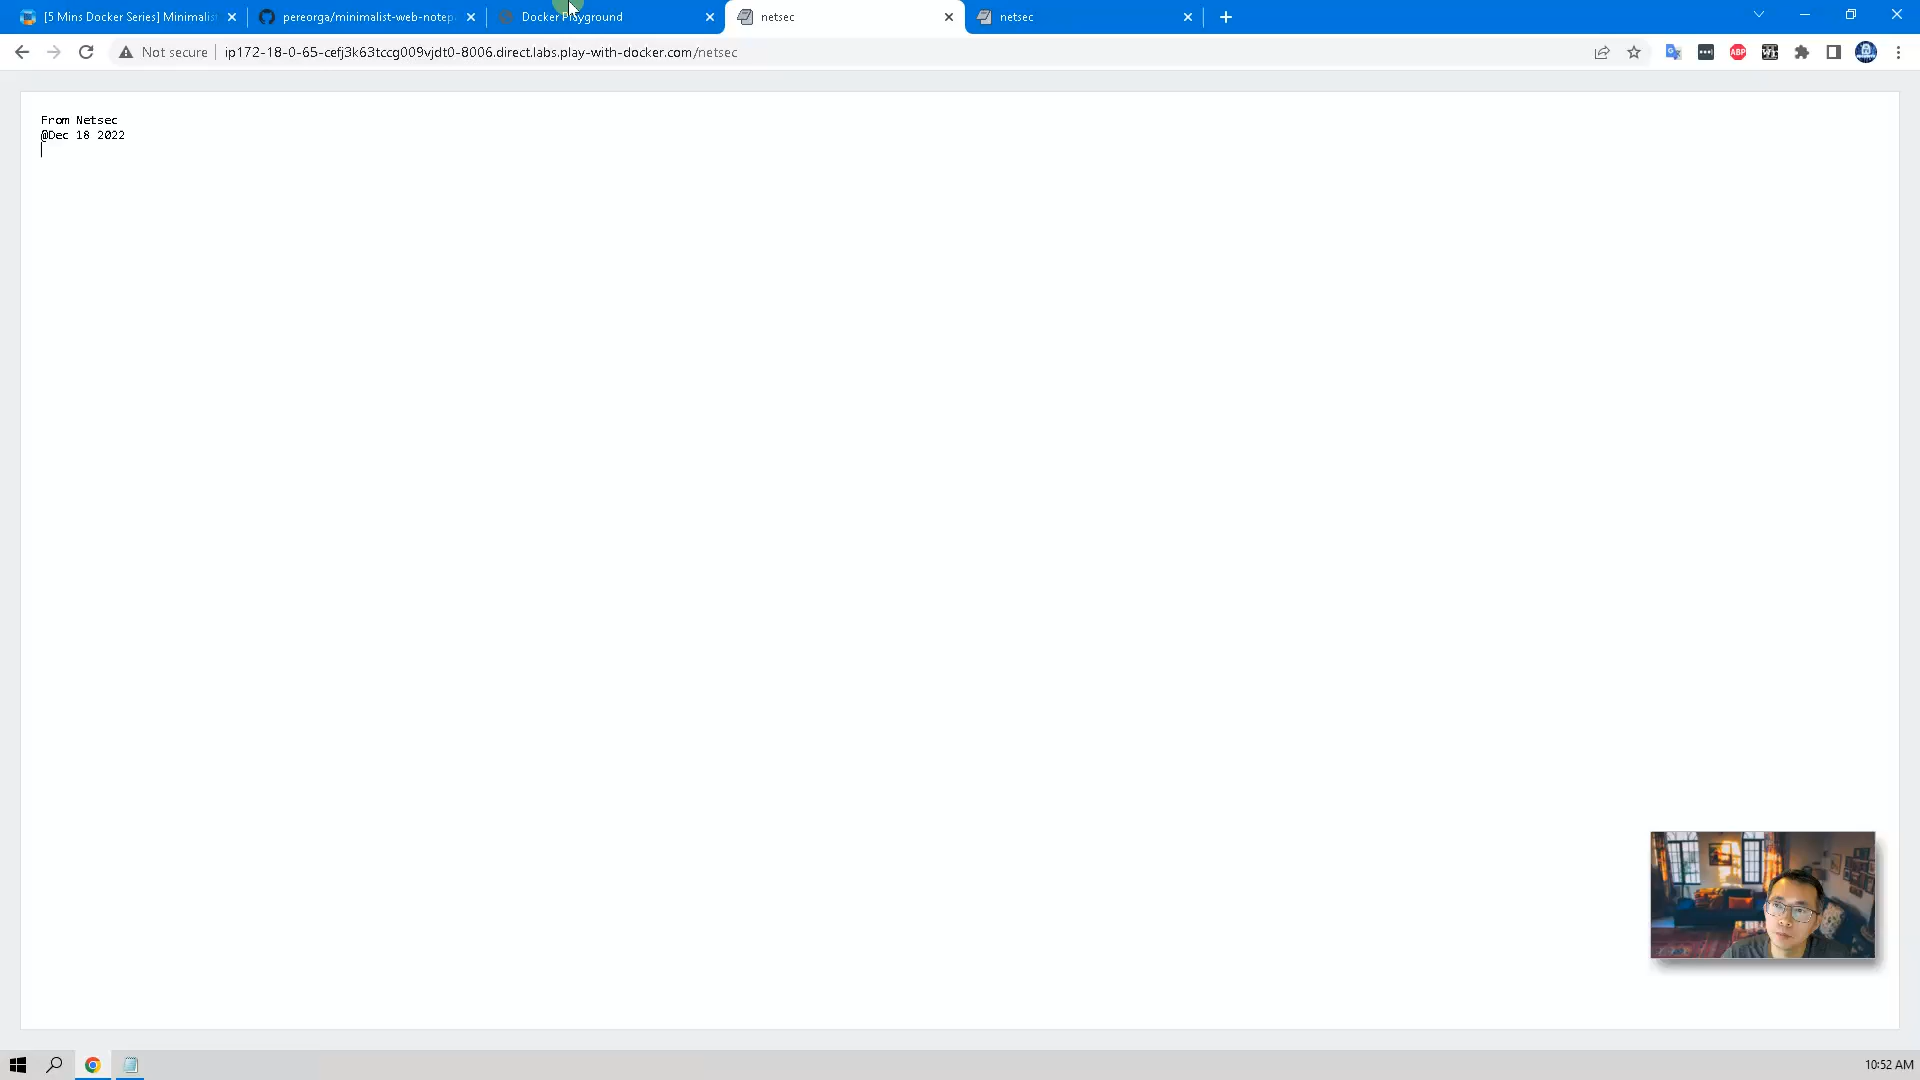 [5 Mins Docker Series] Minimalis
pereorga/minimalist-web-notep
Docker Playground
netsec
netsec
Not secure
ip172-18-0-65-cefj3k63tccg009vjdt0-8006.direct.labs.play-with-docker.com/netsec
ABP
From Netsec
@Dec 18 2022
10:52 AM